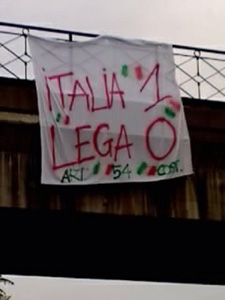 ITALIA 1
LEGA 0
ART. 54 COST.